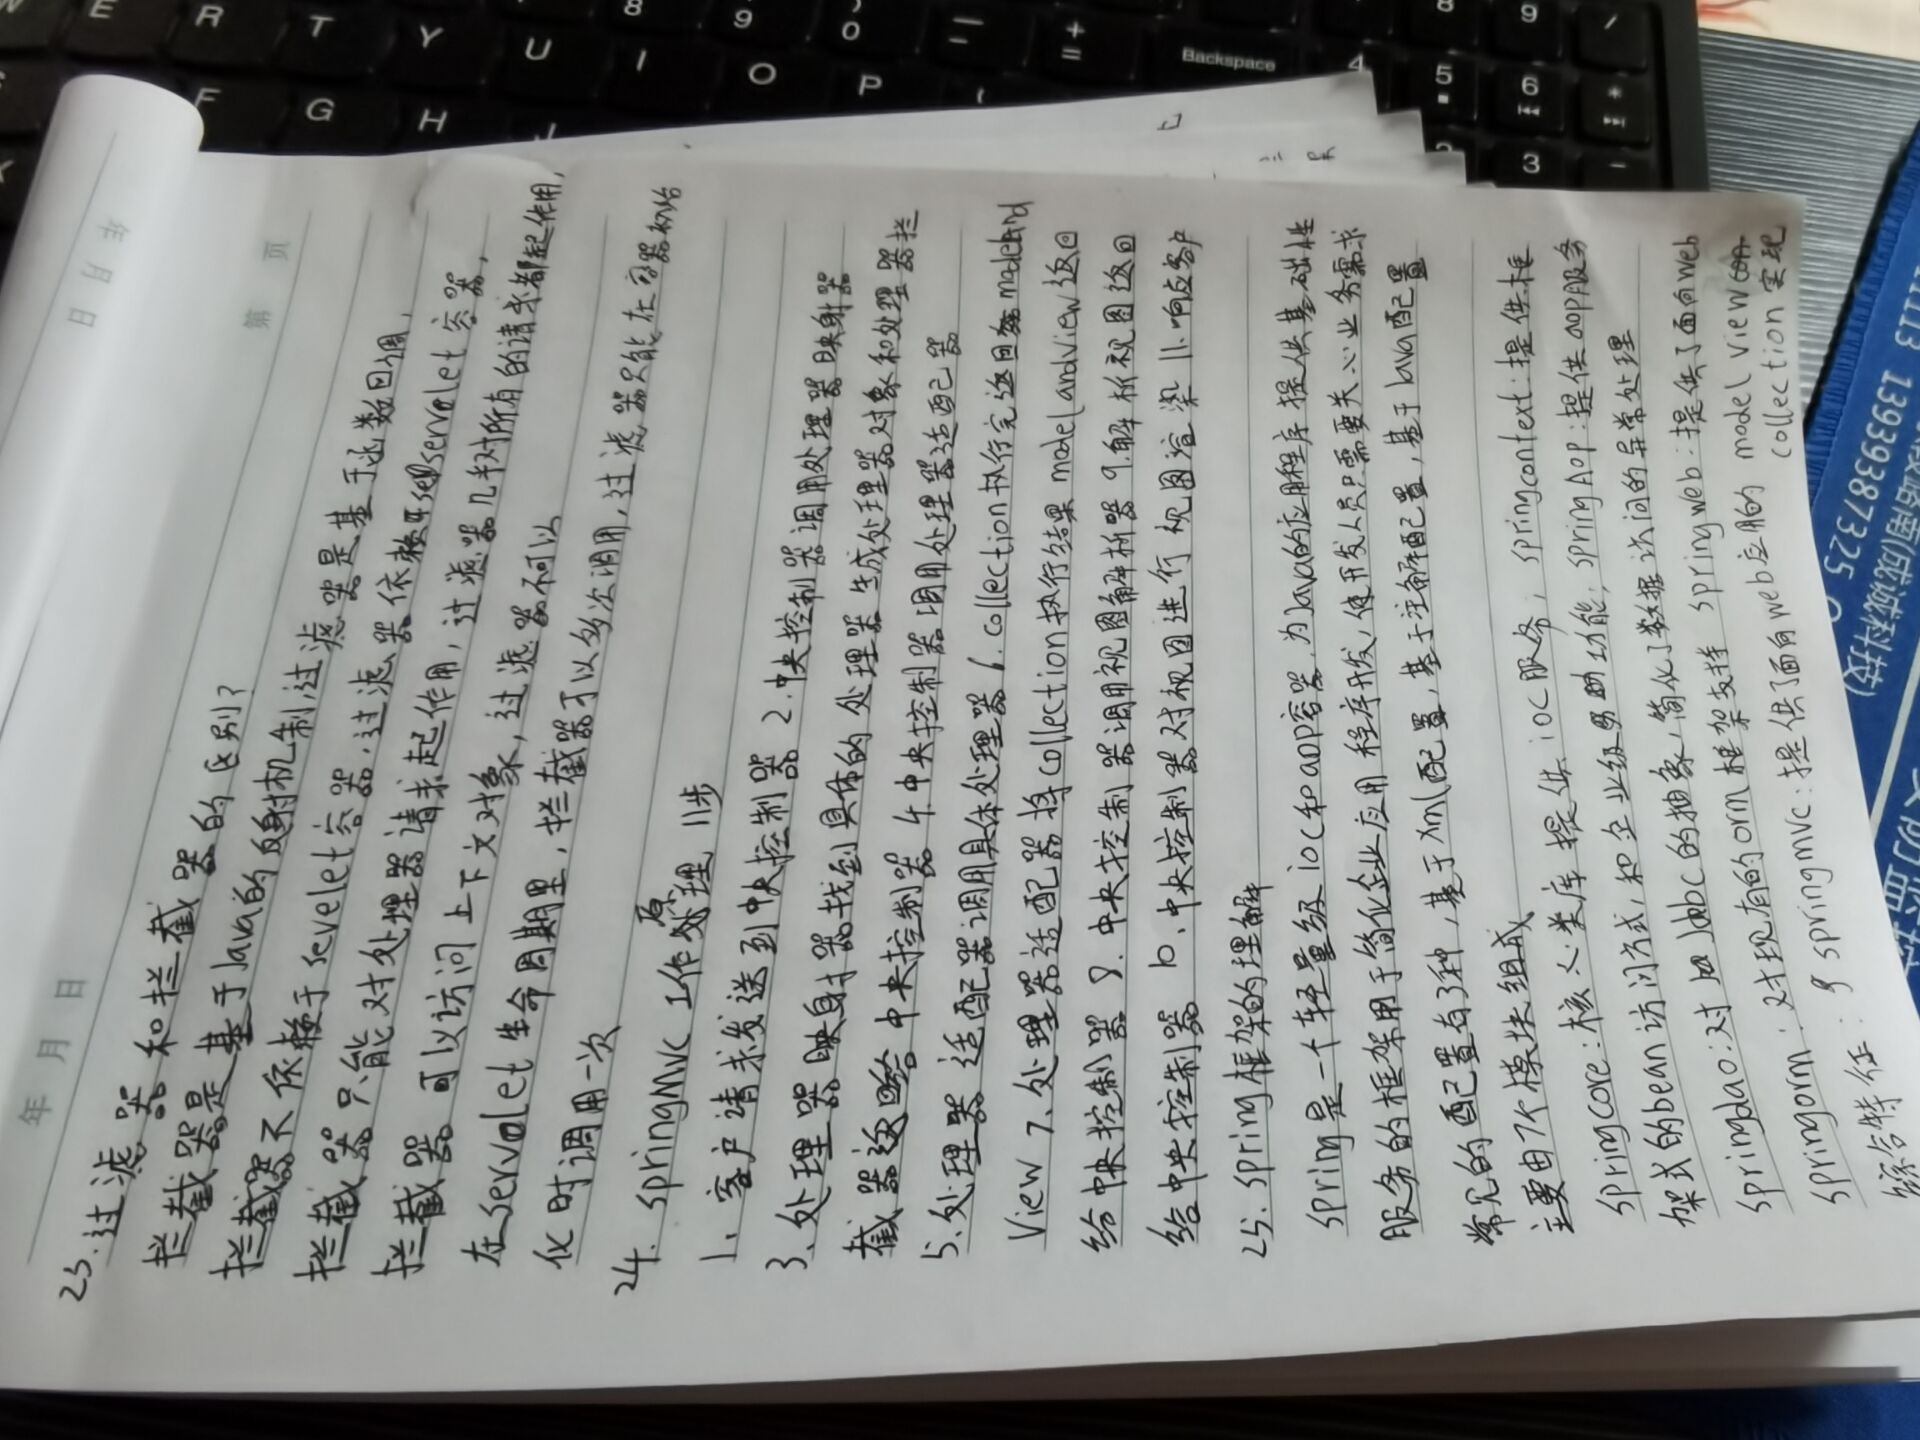 年 月 日
第 页
23. 过滤器和拦截器的区别?
拦截器是基于Java的反射机制,过滤器是基于函数回调,
拦截器不依赖于sevelet容器,过滤器依赖于servalet容器,
拦截器只能对处理器请求起作用,过滤器几乎对所有的请求都起作用,
拦截器可以访问上下文对象,过滤器不可以
在servalet生命周期里,拦截器可以多次调用,过滤器只能在容器初始
化时调用一次
24. springMVC工作原理 11步
1、客户请求发送到中央控制器 2.中央控制器调用处理器映射器
3、处理器映射器找到具体的处理器生成处理器对象和处理器拦
截器返给中央控制器 4.中央控制器调用处理器适配器
5.处理器适配器调用具体处理器 6.collection执行完返回modeland
view 7、处理器适配器将collection执行结果modelandview返回
给中央控制器 8.中央控制器调视图解析器 9.解析视图返回
给中央控制器 10、中央控制器对视图进行视图渲染 11.响应客户
25. spring框架的理解
spring是一个轻量级ioc和aop容器,为Java的应用程序提供基础性
服务的框架用于简化企业应用程序开发,使开发人员只需要关心业务需求
常见的配置有3种,基于xml配置,基于注解配置,基于Java配置
主要由7个模块组成
springcore:核心类库提供ioc服务; springcontext:提供框
架式的bean访问方式,和企业级功能; springAop:提供aop服务
springdao:对Jdbc的抽象,简化了数据访问的异常处理
springorn:对现有的orm框架支持 springweb:提供了面向web
综合特征: springmvc:提供了面向web应用的 model view
collection实现